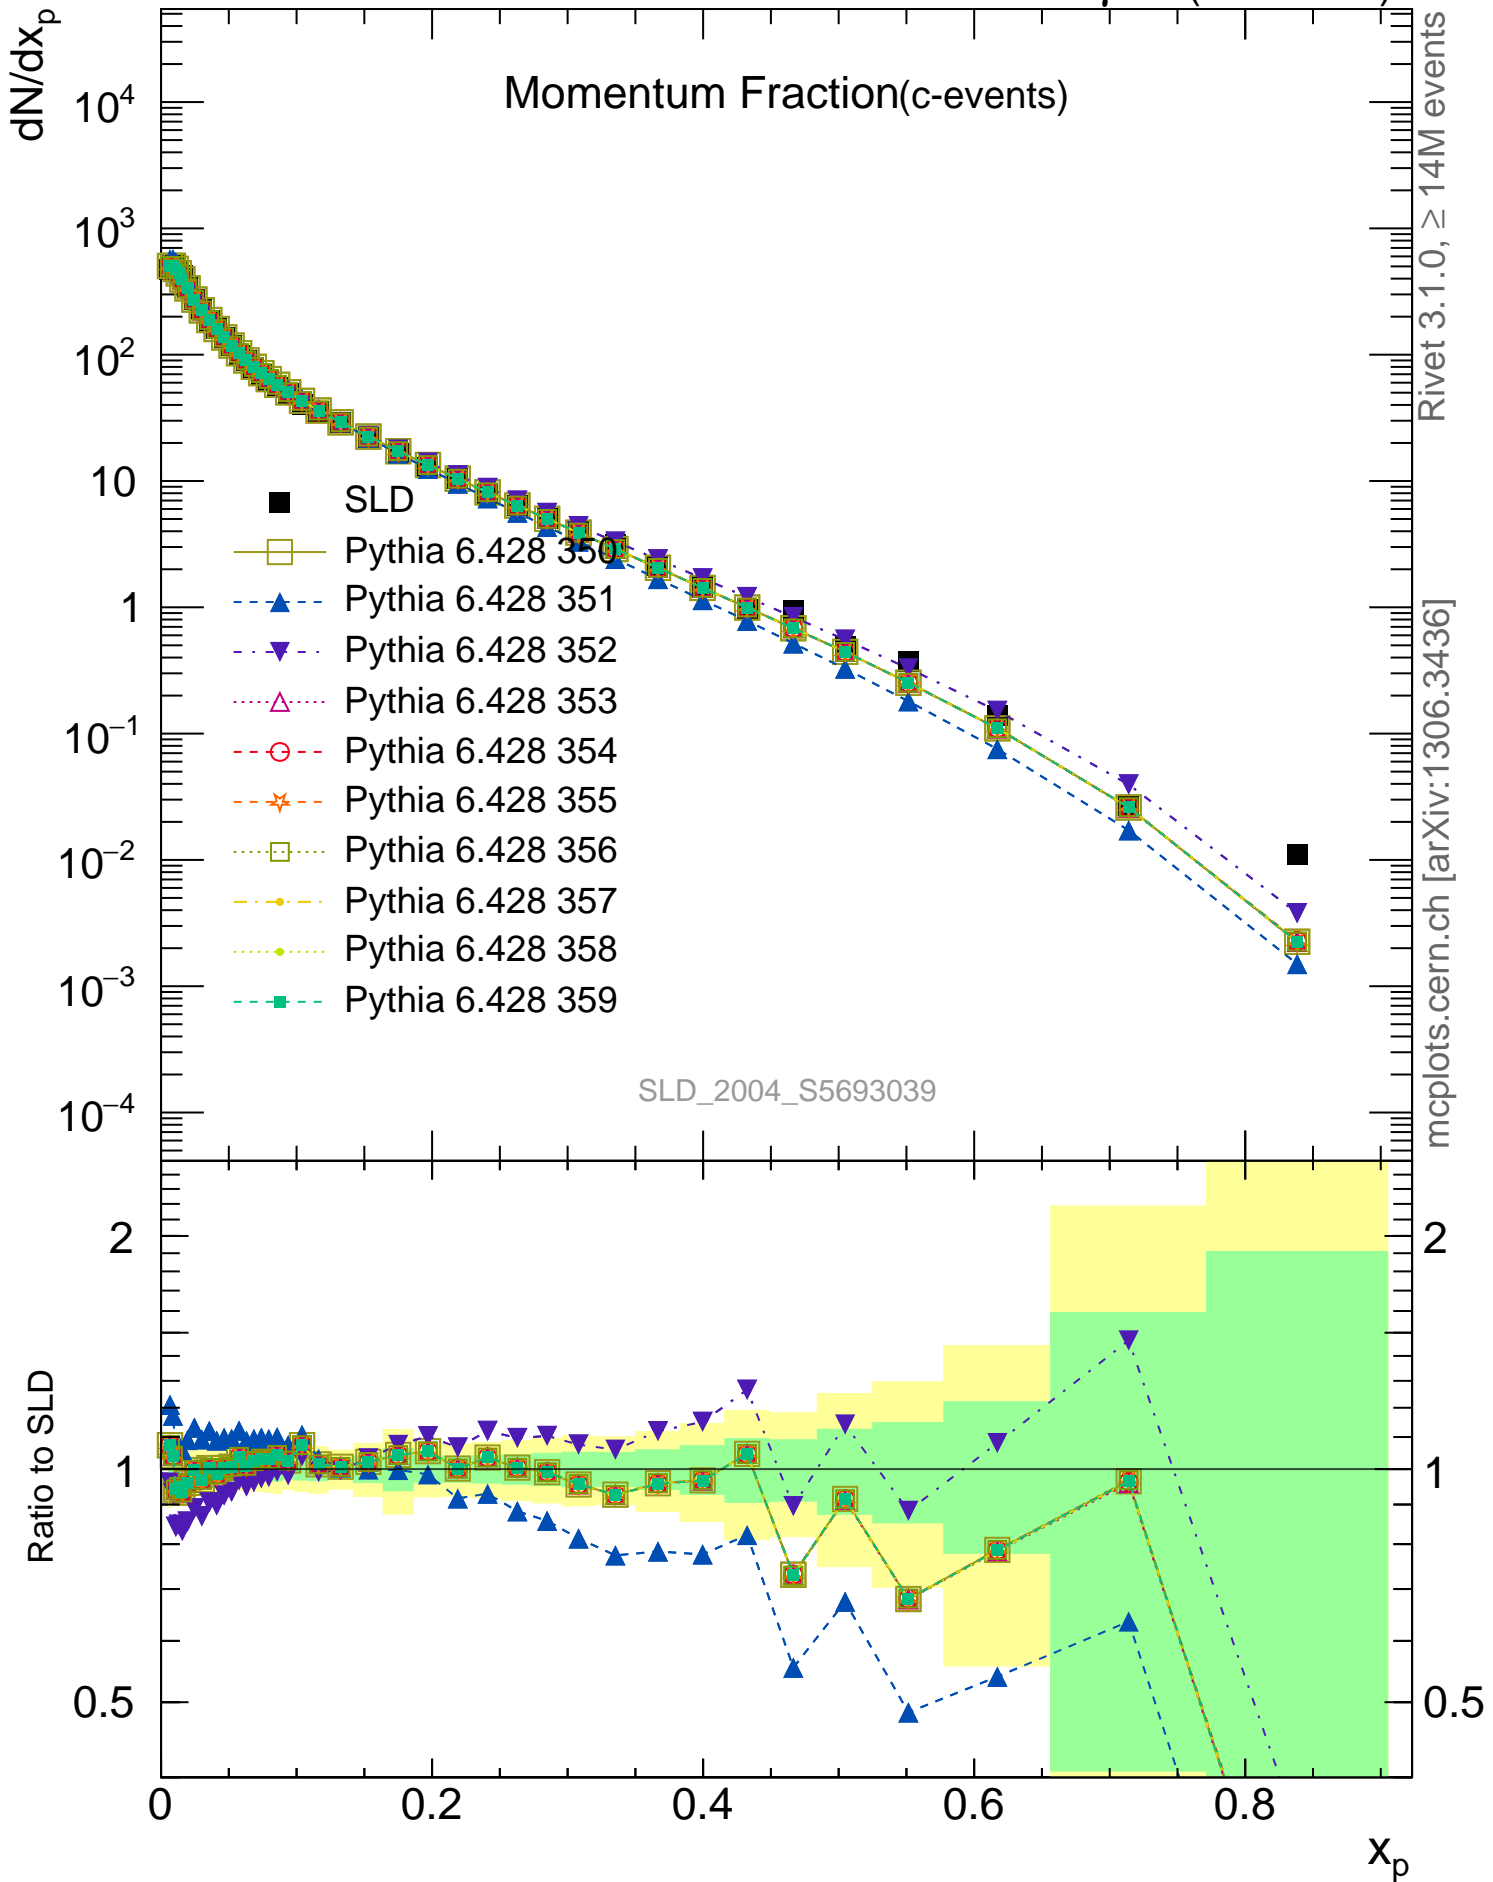 dN/dx_p
Momentum Fraction(c-events)
10^4
10^3
10^2
10
1
10^−1
10^−2
10^−3
10^−4
SLD
Pythia 6.428 350
Pythia 6.428 351
Pythia 6.428 352
Pythia 6.428 353
Pythia 6.428 354
Pythia 6.428 355
Pythia 6.428 356
Pythia 6.428 357
Pythia 6.428 358
Pythia 6.428 359
SLD_2004_S5693039
Rivet 3.1.0, ≥ 14M events
mcplots.cern.ch [arXiv:1306.3436]
Ratio to SLD
2
1
0.5
2
1
0.5
0
0.2
0.4
0.6
0.8
x_p